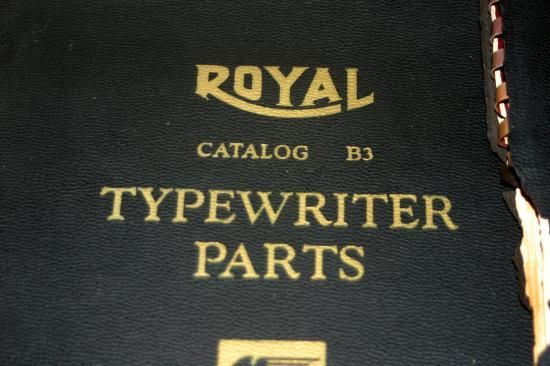 ROYAL
CATALOG B3
TYPEWRITER
PARTS